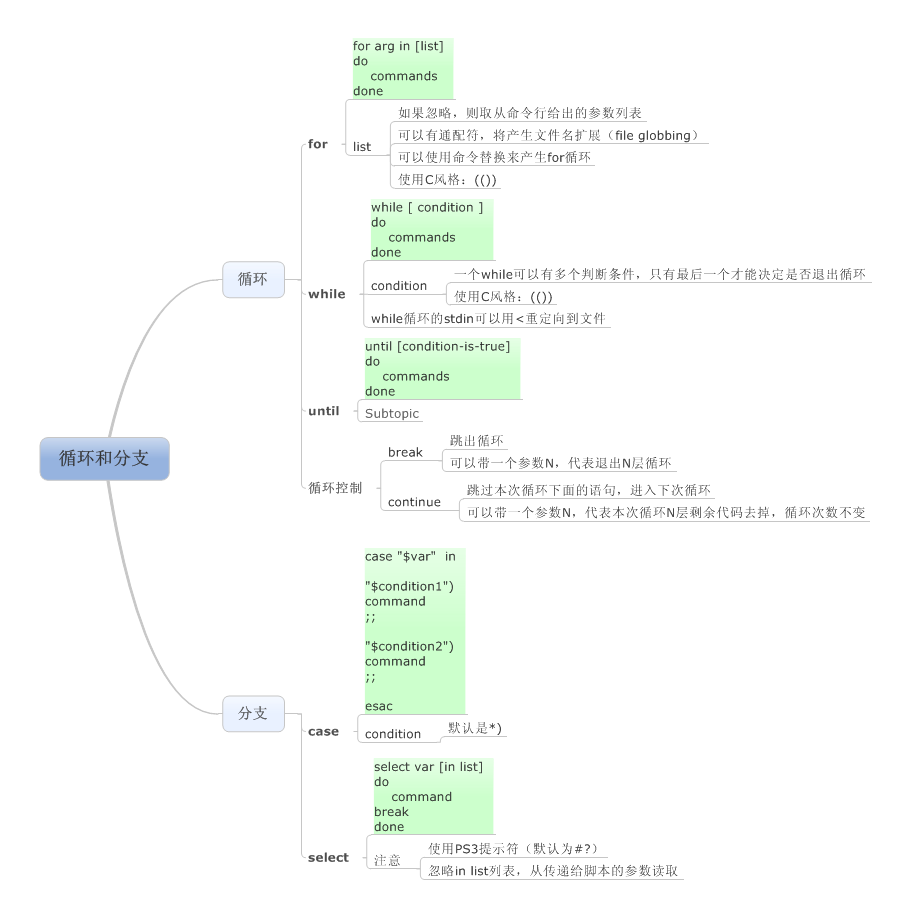 循环和分支
循环
for
for arg in [list]
do
    commands
done
list
如果忽略，则取从命令行给出的参数列表
可以有通配符，将产生文件名扩展（file globbing）
可以使用命令替换来产生for循环
使用C风格：(())
while
while [ condition ]
do
    commands
done
condition
一个while可以有多个判断条件，只有最后一个才能决定是否退出循环
使用C风格：(())
while循环的stdin可以用<重定向到文件
until
until [condition-is-true]
do
    commands
done
Subtopic
循环控制
break
跳出循环
可以带一个参数N，代表退出N层循环
continue
跳过本次循环下面的语句，进入下次循环
可以带一个参数N，代表本次循环N层剩余代码去掉，循环次数不变
分支
case
case "$var"  in
"$condition1")
command
;;
"$condition2")
command
;;
esac
condition
默认是*)
select
select var [in list]
do
    command
break
done
注意
使用PS3提示符（默认为#?）
忽略in list列表，从传递给脚本的参数读取